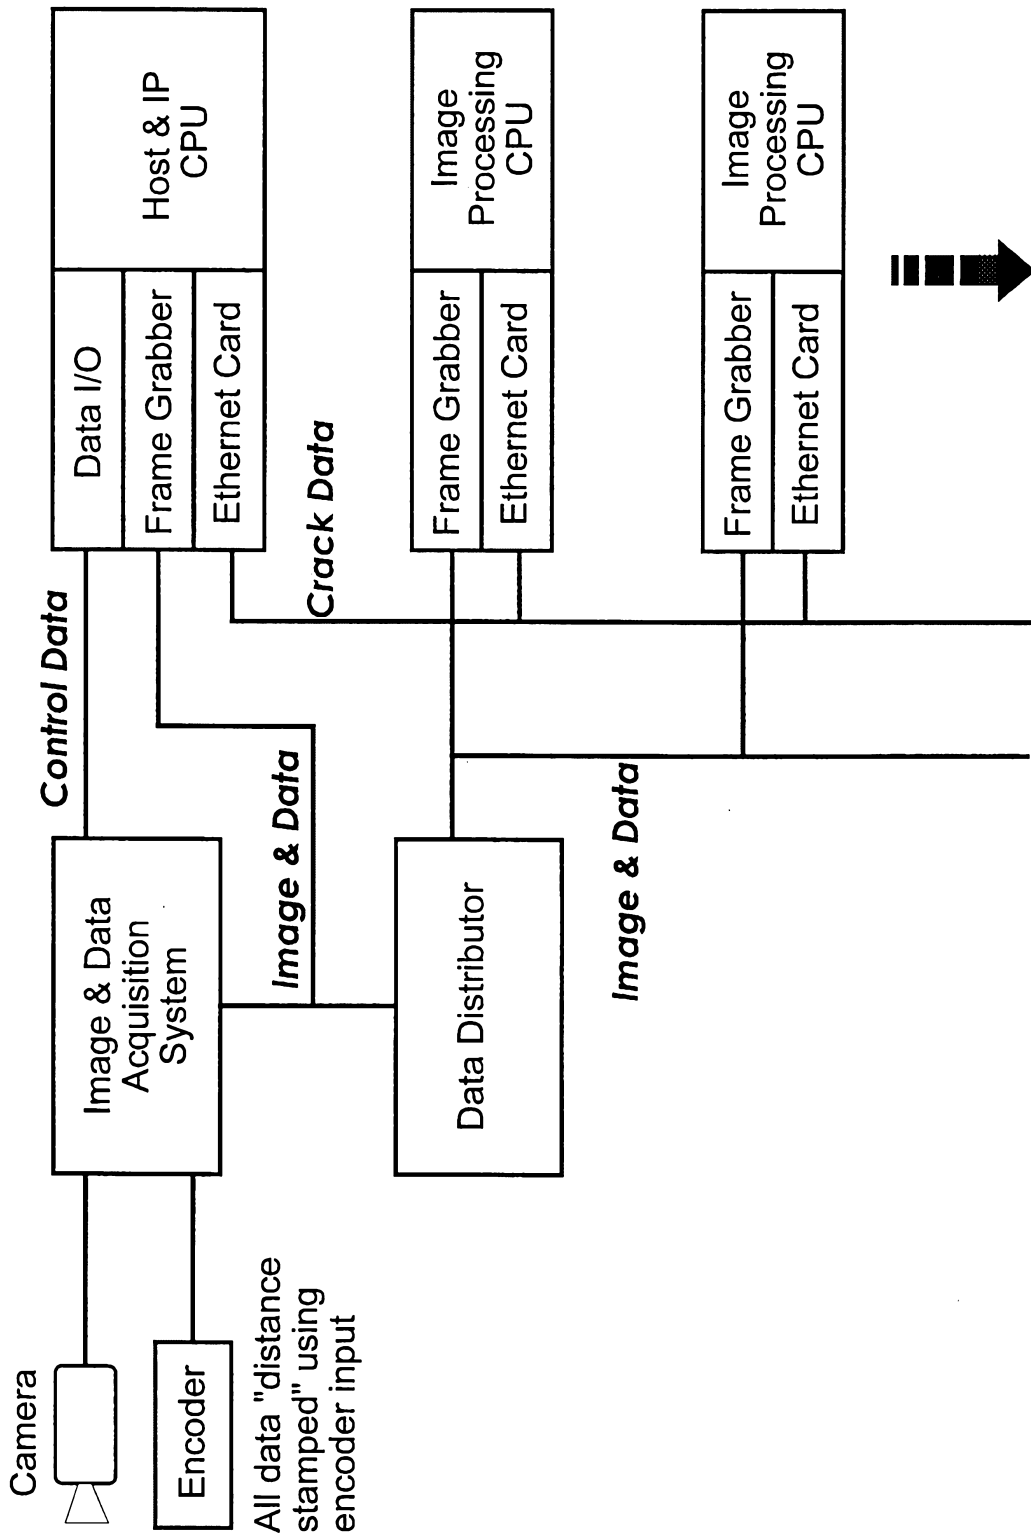 Camera
Encoder
All data "distance
stamped" using
encoder input
Image & Data
Acquisition
System
Control Data
Data I/O
Frame Grabber
Ethernet Card
Host & IP
CPU
Image & Data
Crack Data
Data Distributor
Image & Data
Frame Grabber
Ethernet Card
Image
Processing
CPU
Frame Grabber
Ethernet Card
Image
Processing
CPU